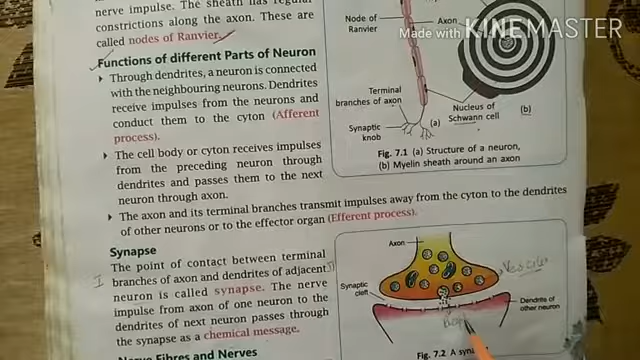 nerve impulse. The sheath has regular
constrictions along the axon. These are
called nodes of Ranvier.
Functions of different Parts of Neuron
Through dendrites, a neuron is connected
with the neighbouring neurons. Dendrites
receive impulses from the neurons and
conduct them to the cyton (Afferent
process).
The cell body or cyton receives impulses
from the preceding neuron through
dendrites and passes them to the next
neuron through axon.
The axon and its terminal branches transmit impulses away from the cyton to the dendrites
of other neurons or to the effector organ (Efferent process).
Synapse
The point of contact between terminal
branches of axon and dendrites of adjacent
neuron is called synapse. The nerve
impulse from axon of one neuron to the
dendrites of next neuron passes through
the synapse as a chemical message.
Nerve Fibres and Nerves
Node of
Ranvier
Axon
Made with KINEMASTER
Terminal
branches of axon
Synaptic
knob
(a)
Nucleus of
Schwann cell
(b)
Fig. 7.1 (a) Structure of a neuron,
(b) Myelin sheath around an axon
Axon
Synaptic
cleft
Dendrite of
other neuron
Fig. 7.2 A